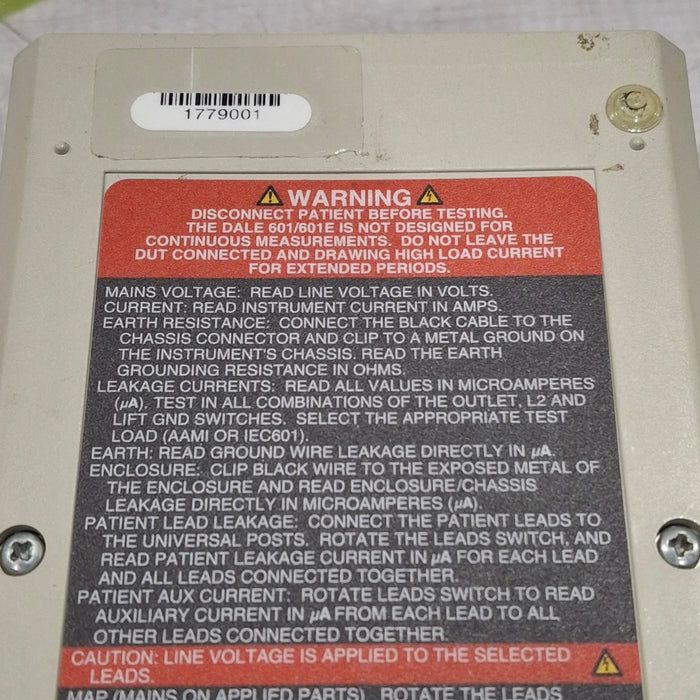 1779001
WARNING
DISCONNECT PATIENT BEFORE TESTING.
THE DALE 601/601E IS NOT DESIGNED FOR
CONTINUOUS MEASUREMENTS. DO NOT LEAVE THE
DUT CONNECTED AND DRAWING HIGH LOAD CURRENT
FOR EXTENDED PERIODS.
MAINS VOLTAGE: READ LINE VOLTAGE IN VOLTS.
CURRENT: READ INSTRUMENT CURRENT IN AMPS.
EARTH RESISTANCE: CONNECT THE BLACK CABLE TO THE
CHASSIS CONNECTOR AND CLIP TO A METAL GROUND ON
THE INSTRUMENT'S CHASSIS. READ THE EARTH
GROUNDING RESISTANCE IN OHMS.
LEAKAGE CURRENTS: READ ALL VALUES IN MICROAMPERES
(µA). TEST IN ALL COMBINATIONS OF THE OUTLET, L2 AND
LIFT GND SWITCHES. SELECT THE APPROPRIATE TEST
LOAD (AAMI OR IEC601).
EARTH: READ GROUND WIRE LEAKAGE DIRECTLY IN µA.
ENCLOSURE: CLIP BLACK WIRE TO THE EXPOSED METAL OF
THE ENCLOSURE AND READ ENCLOSURE/CHASSIS
LEAKAGE DIRECTLY IN MICROAMPERES (µA).
PATIENT LEAD LEAKAGE: CONNECT THE PATIENT LEADS TO
THE UNIVERSAL POSTS. ROTATE THE LEADS SWITCH, AND
READ PATIENT LEAKAGE CURRENT IN µA FOR EACH LEAD
AND ALL LEADS CONNECTED TOGETHER.
PATIENT AUX CURRENT: ROTATE LEADS SWITCH TO READ
AUXILIARY CURRENT IN µA FROM EACH LEAD TO ALL
OTHER LEADS CONNECTED TOGETHER.
CAUTION: LINE VOLTAGE IS APPLIED TO THE SELECTED
LEADS.
MAP (MAINS ON APPLIED PARTS). ROTATE THE LEADS